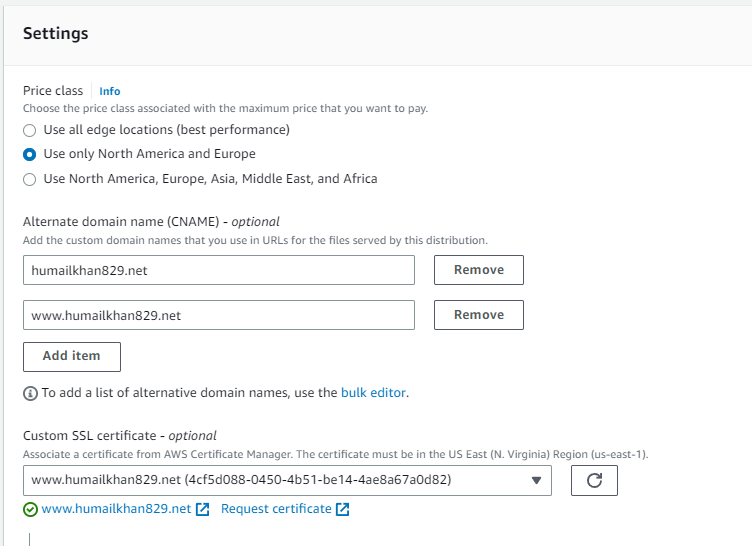 Settings
Price class Info
Choose the price class associated with the maximum price that you want to pay.
Use all edge locations (best performance)
Use only North America and Europe
Use North America, Europe, Asia, Middle East, and Africa
Alternate domain name (CNAME) - optional
Add the custom domain names that you use in URLs for the files served by this distribution.
humailkhan829.net Remove
www.humailkhan829.net Remove
Add item
To add a list of alternative domain names, use the bulk editor.
Custom SSL certificate - optional
Associate a certificate from AWS Certificate Manager. The certificate must be in the US East (N. Virginia) Region (us-east-1).
www.humailkhan829.net (4cf5d088-0450-4b51-be14-4ae8a67a0d82)
www.humailkhan829.net Request certificate